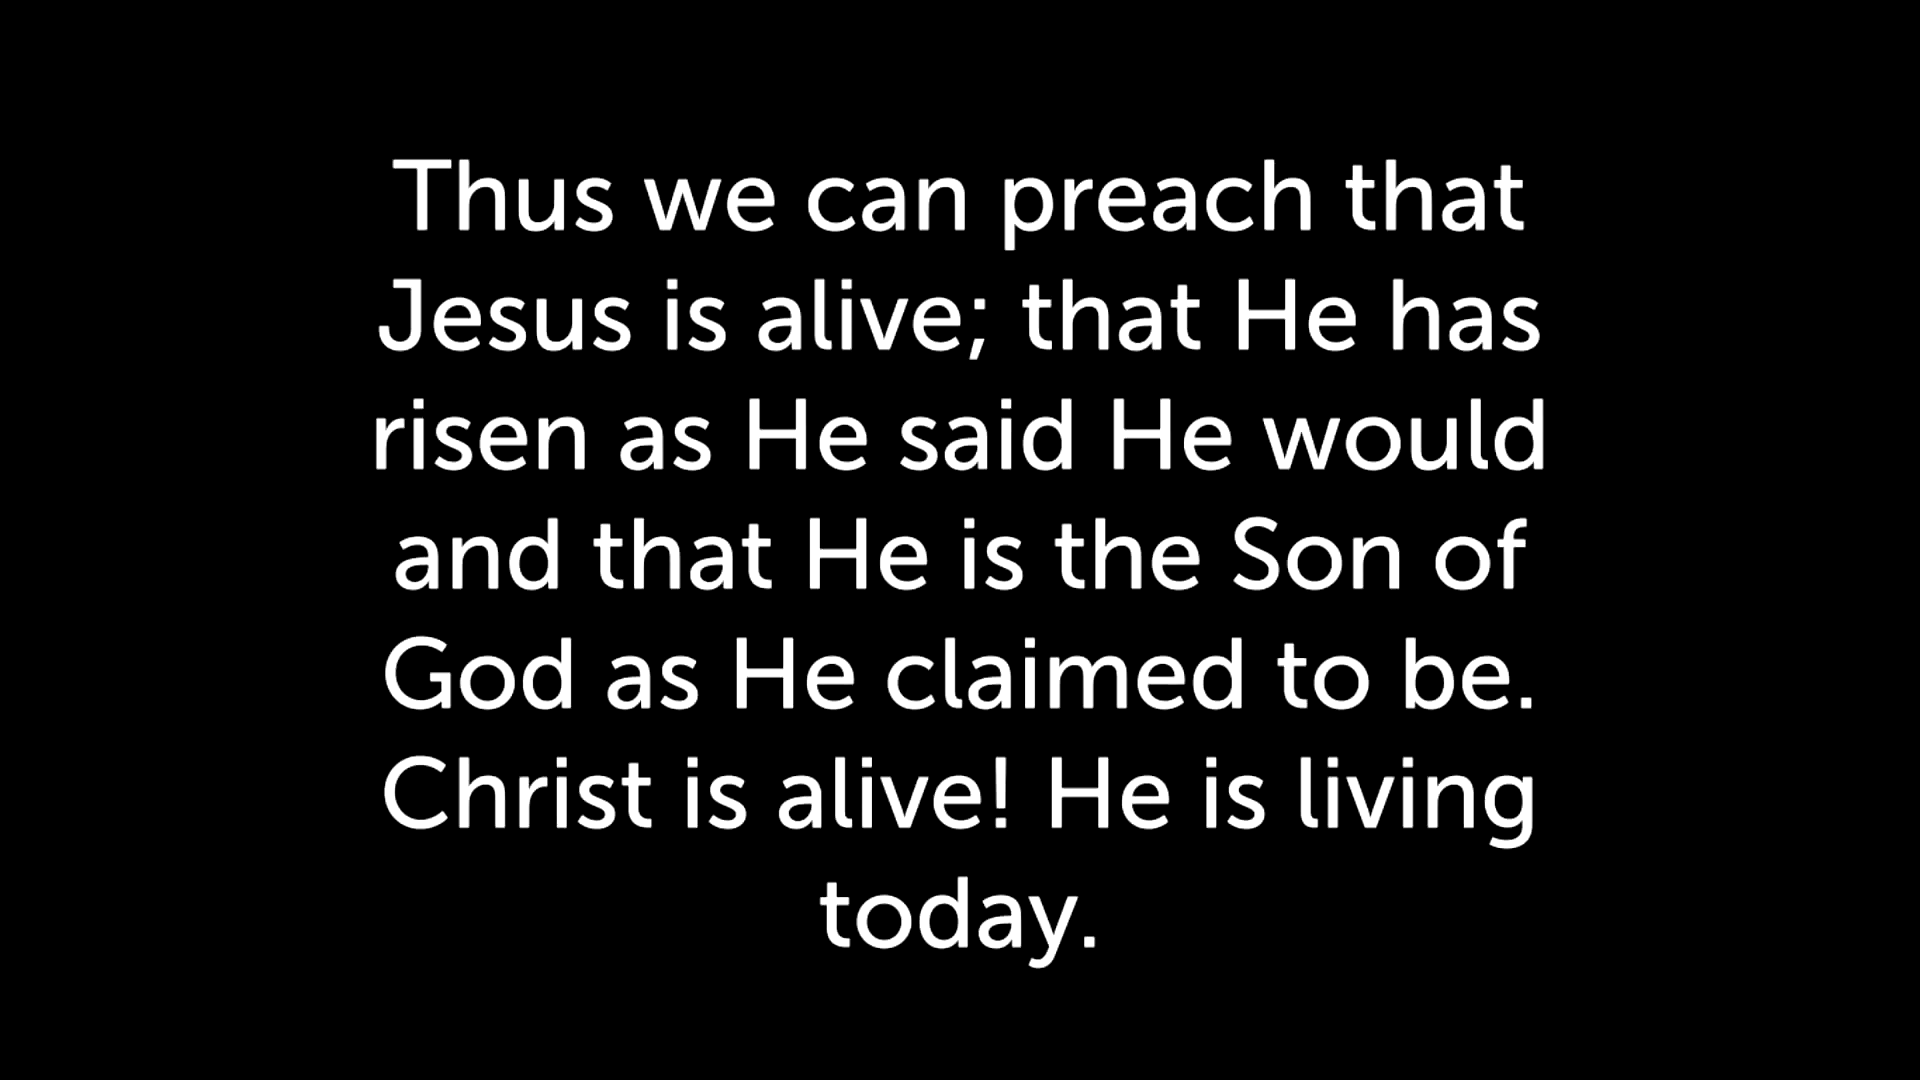 Thus we can preach that
Jesus is alive; that He has
risen as He said He would
and that He is the Son of
God as He claimed to be.
Christ is alive! He is living
today.